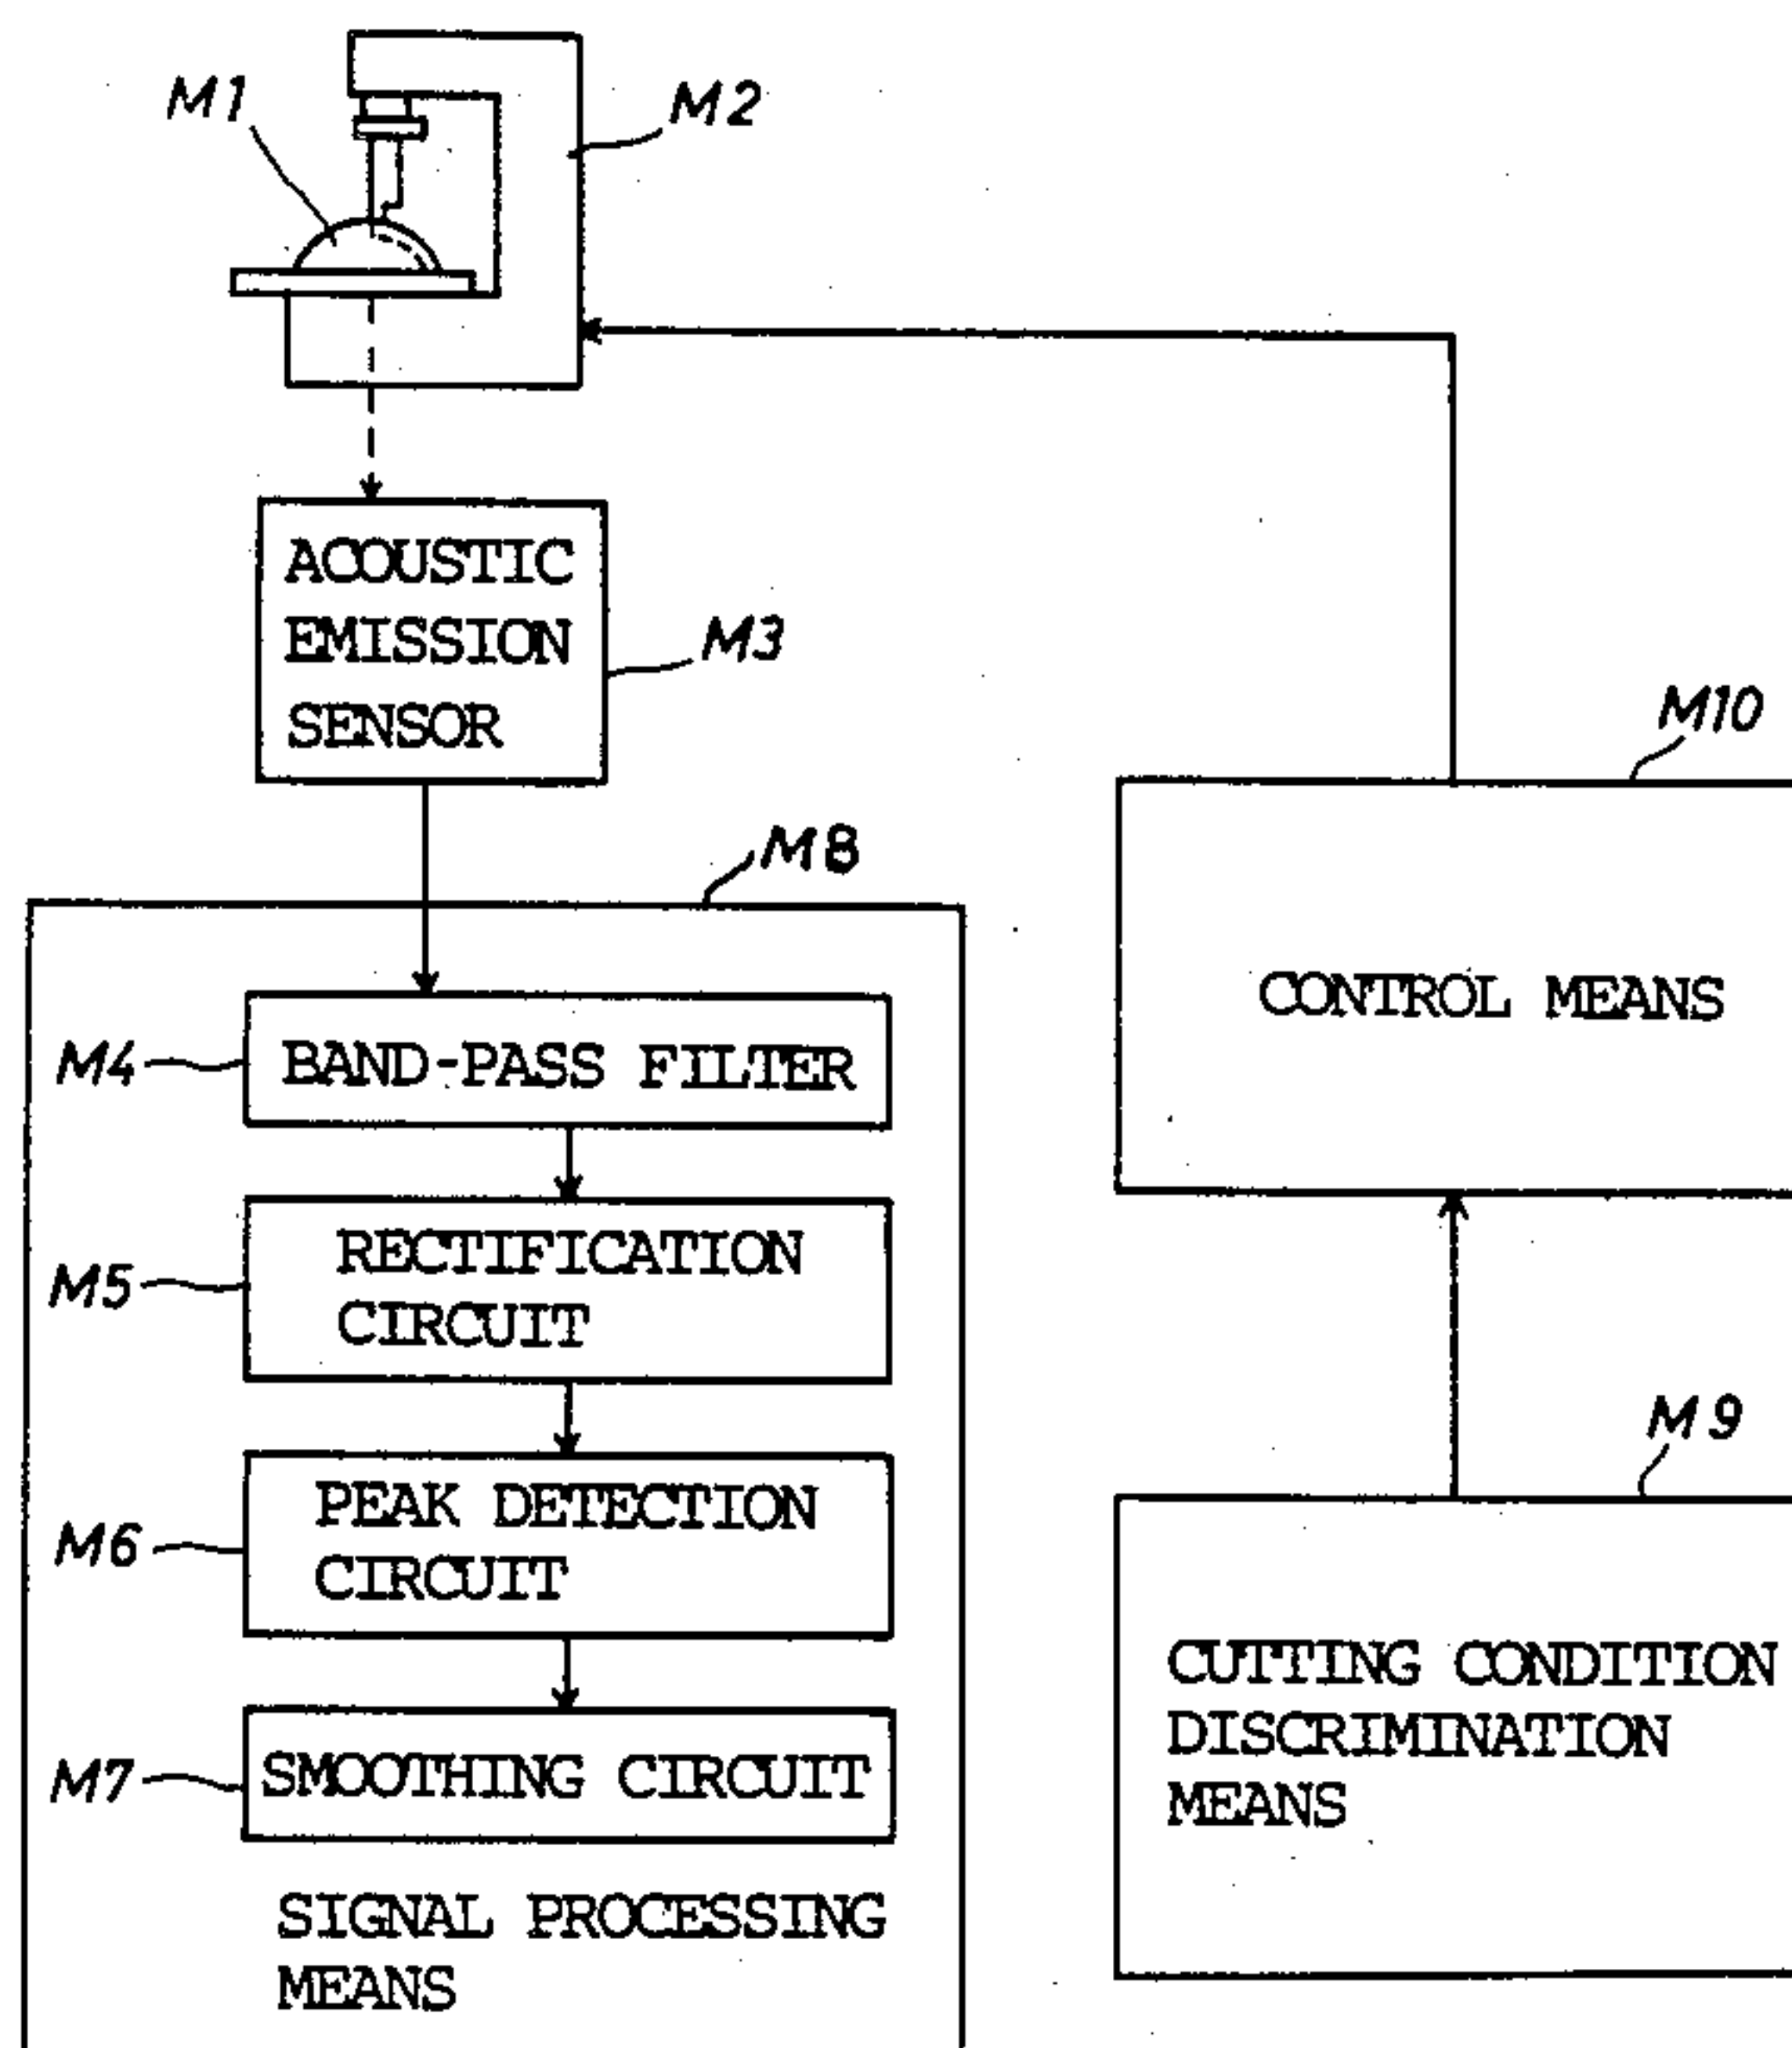 M1
M2
ACOUSTIC
EMISSION
SENSOR
M3
M10
M8
CONTROL MEANS
M4
BAND-PASS FILTER
M5
RECTIFICATION
CIRCUIT
M9
M6
PEAK DETECTION
CIRCUIT
CUTTING CONDITION
DISCRIMINATION
MEANS
M7
SMOOTHING CIRCUIT
SIGNAL PROCESSING
MEANS